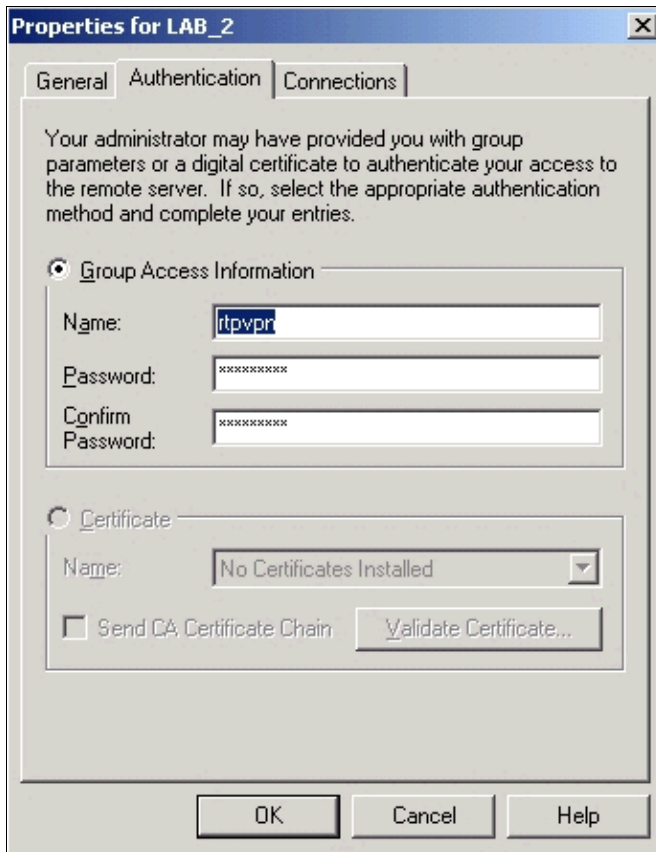 Properties for LAB_2
General
Authentication
Connections
Your administrator may have provided you with group
parameters or a digital certificate to authenticate your access to
the remote server. If so, select the appropriate authentication
method and complete your entries.
Group Access Information
Name:
rtpvpn
Password:
*********
Confirm
Password:
*********
Certificate
Name:
No Certificates Installed
Send CA Certificate Chain
Validate Certificate...
OK
Cancel
Help